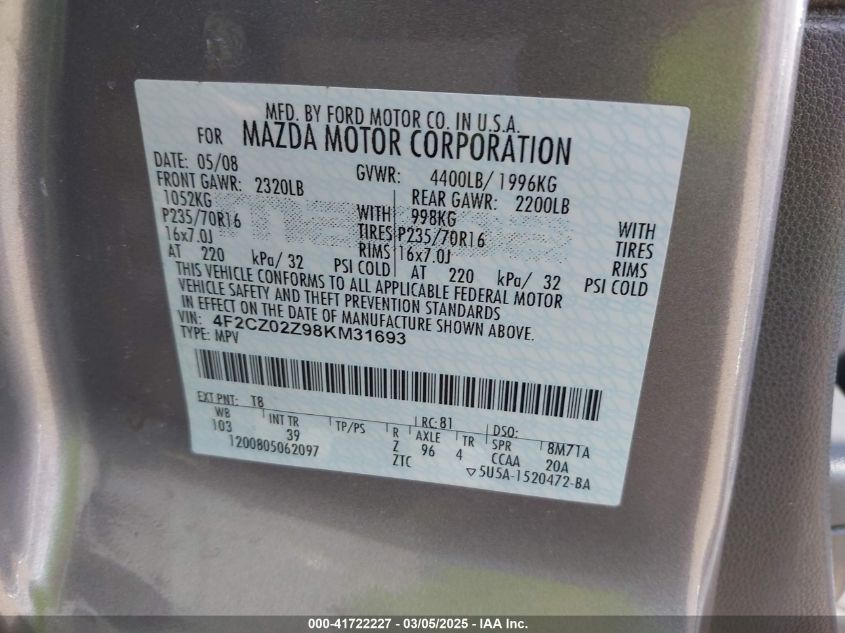 MFD. BY FORD MOTOR CO. IN U.S.A.
FOR MAZDA MOTOR CORPORATION
DATE: 05/08 GVWR: 4400LB/ 1996KG
FRONT GAWR: 2320LB REAR GAWR: 2200LB
1052KG WITH 998KG WITH
P235/70R16 TIRES P235/70R16 TIRES
16x7.0J RIMS 16x7.0J RIMS
AT 220 kPa/ 32 PSI COLD AT 220 kPa/ 32 PSI COLD
THIS VEHICLE CONFORMS TO ALL APPLICABLE FEDERAL MOTOR
VEHICLE SAFETY AND THEFT PREVENTION STANDARDS
IN EFFECT ON THE DATE OF MANUFACTURE SHOWN ABOVE.
VIN: 4F2CZ02Z98KM31693
TYPE: MPV
EXT PNT: T8 RC: 81 DSO:
WB INT TR TP/PS R AXLE TR SPR 8M71A
103 39 Z 96 4 CCAA 20A
1200805062097 ZTC ▽5U5A-1520472-BA
000-41722227 — 03/05/2025 — IAA Inc.